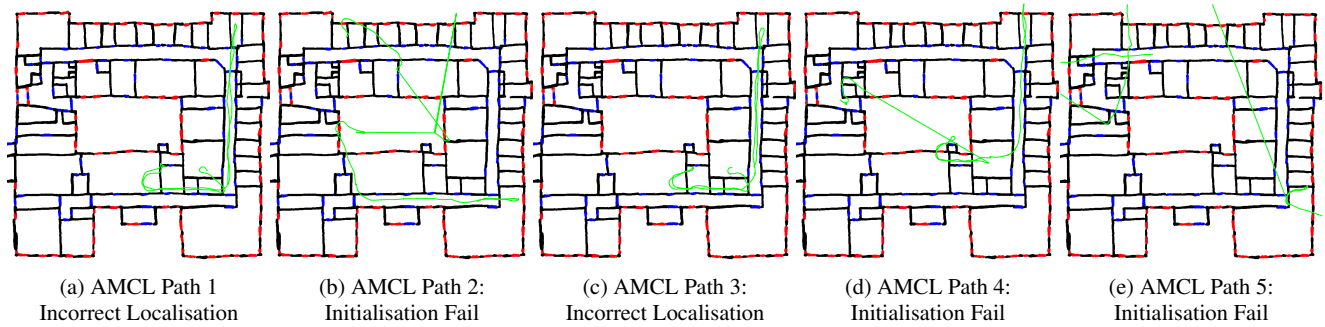 (a) AMCL Path 1
Incorrect Localisation
(b) AMCL Path 2:
Initialisation Fail
(c) AMCL Path 3:
Incorrect Localisation
(d) AMCL Path 4:
Initialisation Fail
(e) AMCL Path 5:
Initialisation Fail